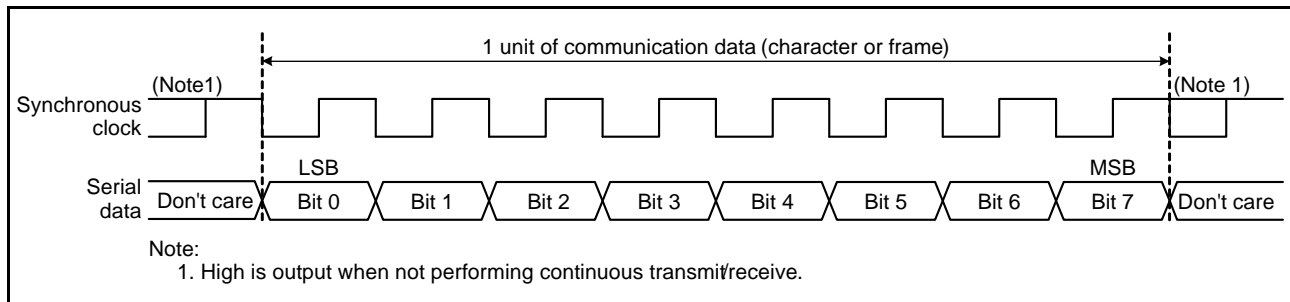 1 unit of communication data (character or frame)
(Note1)
(Note 1)
Synchronous
clock
LSB
MSB
Serial
data
Don't care
Bit 0
Bit 1
Bit 2
Bit 3
Bit 4
Bit 5
Bit 6
Bit 7
Don't care
Note:
1. High is output when not performing continuous transmit/receive.